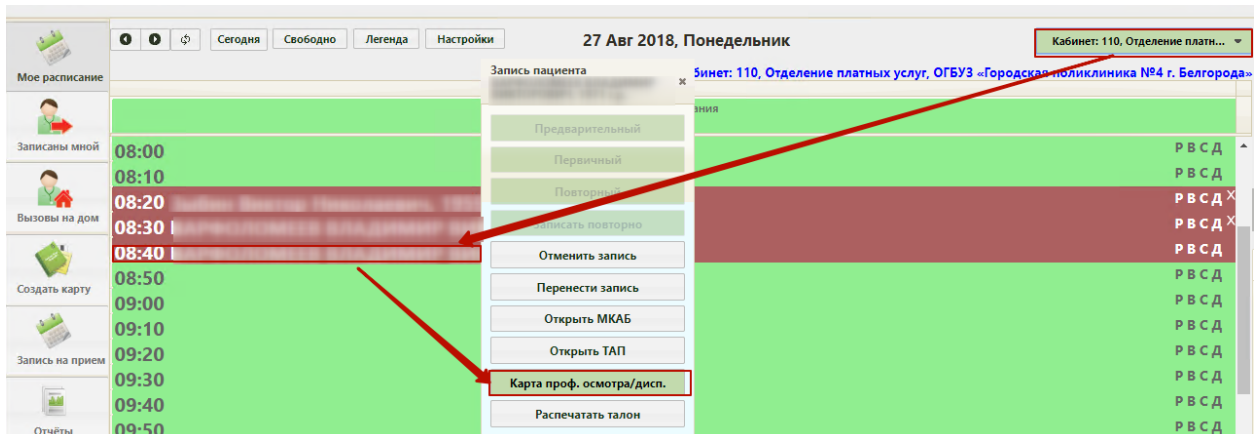 Сегодня Свободно Легенда Настройки 27 Авг 2018, Понедельник Кабинет: 110, Отделение платн...
Мое расписание
Записаны мной
Вызовы на дом
Создать карту
Запись на прием
Отчёты
бинет: 110, Отделение платных услуг, ОГБУЗ «Городская поликлиника №4 г. Белгорода»
ания
08:00 Р В С Д
08:10 Р В С Д
08:20 Р В С Д X
08:30 Р В С Д X
08:40 Р В С Д
08:50 Р В С Д
09:00 Р В С Д
09:10 Р В С Д
09:20 Р В С Д
09:30 Р В С Д
09:40 Р В С Д
09:50 Р В С Д
Запись пациента ×
Предварительный
Первичный
Повторный
Записать повторно
Отменить запись
Перенести запись
Открыть МКАБ
Открыть ТАП
Карта проф. осмотра/дисп.
Распечатать талон